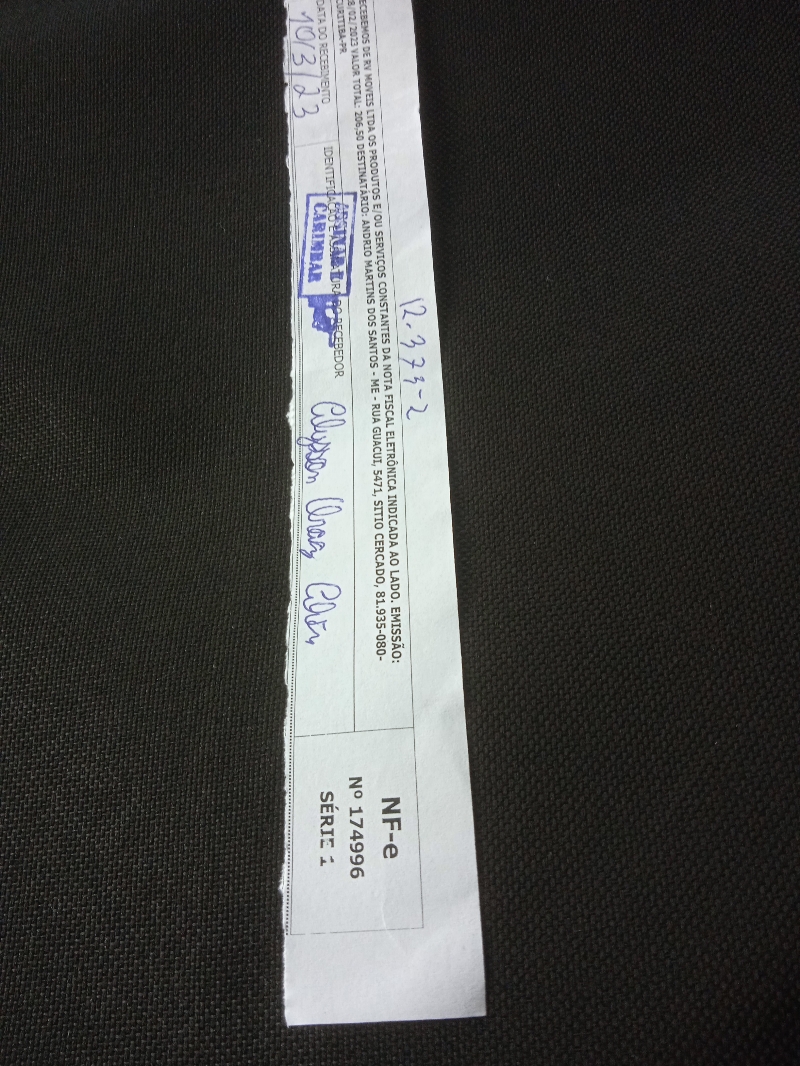 12.373-2
ECEBEMOS DE RV MOVEIS LTDA OS PRODUTOS E/OU SERVIÇOS CONSTANTES DA NOTA FISCAL ELETRÔNICA INDICADA AO LADO. EMISSÃO:
8/02/2023 VALOR TOTAL: 206,50 DESTINATÁRIO: ANDRIO MARTINS DOS SANTOS - ME - RUA GUACUI, 5471, SITIO CERCADO, 81.935-080-
CURITIBA-PR
DATA DO RECEBIMENTO
10/3/23
IDENTIFICAÇÃO E ASSINATURA DO RECEBEDOR
ASSINAR E
CARIMBAR
Alysson
NF-e
Nº 174996
SÉRIE 1